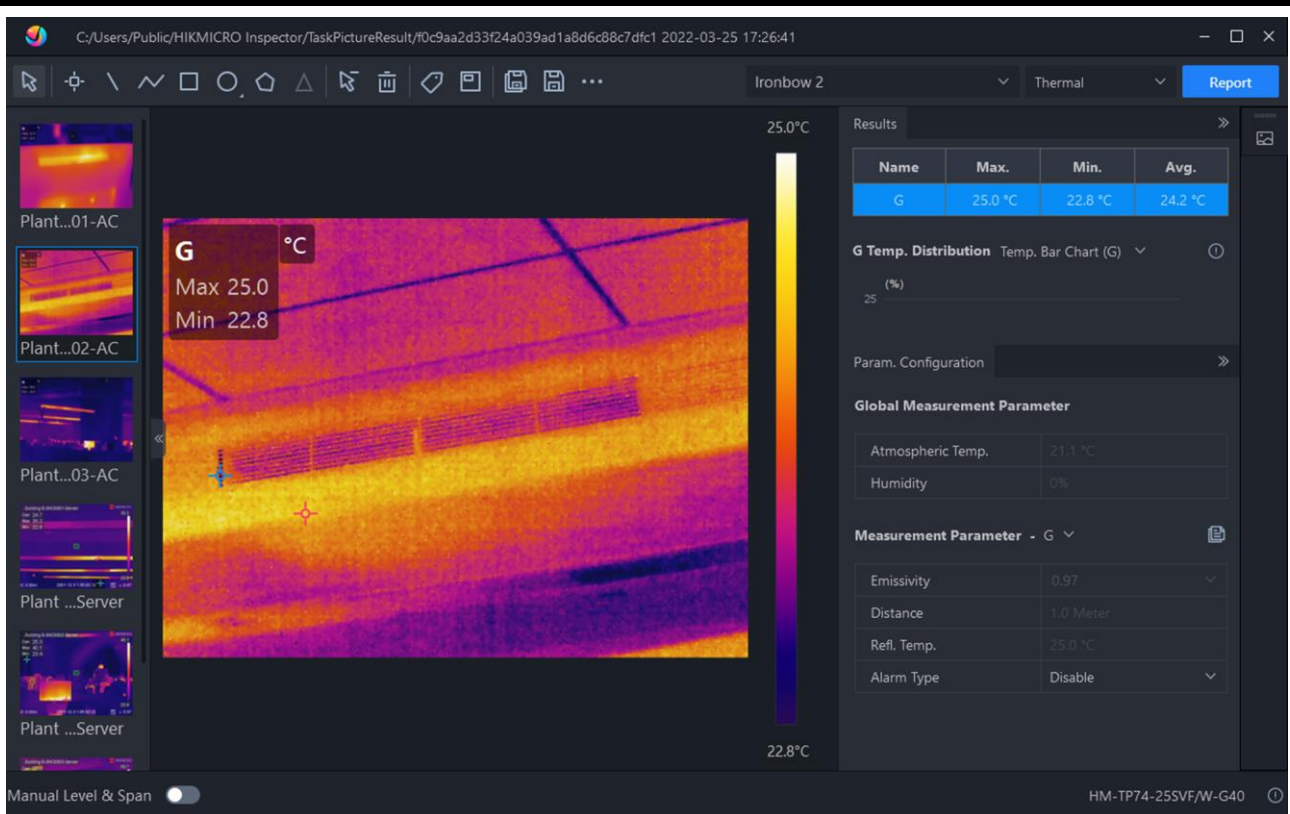 C:/Users/Public/HIKMICRO Inspector/TaskPictureResult/f0c9aa2d33f24a039ad1a8d6c88c7dfc1 2022-03-25 17:26:41
Ironbow 2
Thermal
Report
Plant...01-AC
Plant...02-AC
Plant...03-AC
Plant ...Server
Plant ...Server
G °C
Max 25.0
Min 22.8
25.0°C
22.8°C
Results
Name Max. Min. Avg.
G 25.0 °C 22.8 °C 24.2 °C
G Temp. Distribution Temp. Bar Chart (G)
(%)
25
Param. Configuration
Global Measurement Parameter
Atmospheric Temp. 21.1 °C
Humidity 0%
Measurement Parameter - G
Emissivity 0.97
Distance 1.0 Meter
Refl. Temp. 25.0 °C
Alarm Type Disable
Manual Level & Span
HM-TP74-25SVF/W-G40